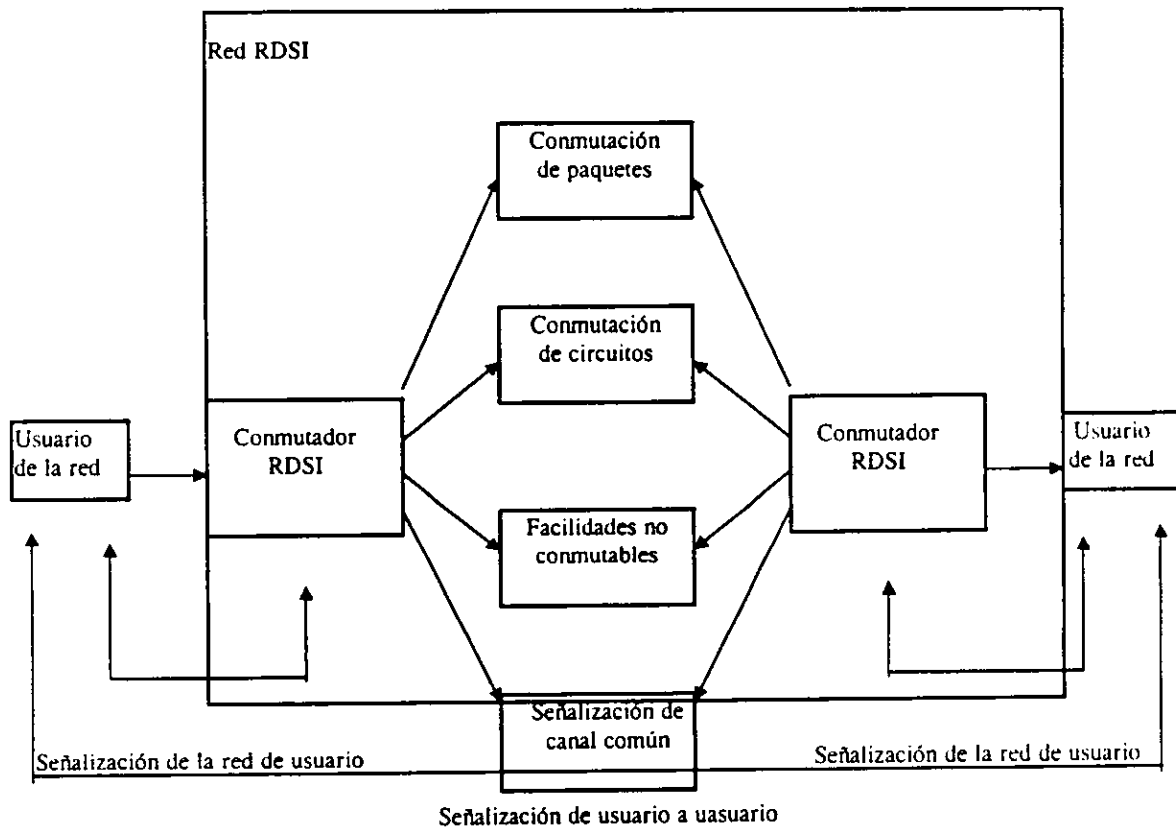 Red RDSI
Conmutación
de paquetes
Conmutación
de circuitos
Usuario
de la red
Conmutador
RDSI
Conmutador
RDSI
Usuario
de la red
Facilidades no
conmutables
Señalización de
canal común
Señalización de la red de usuario
Señalización de la red de usuario
Señalización de usuario a uasuario